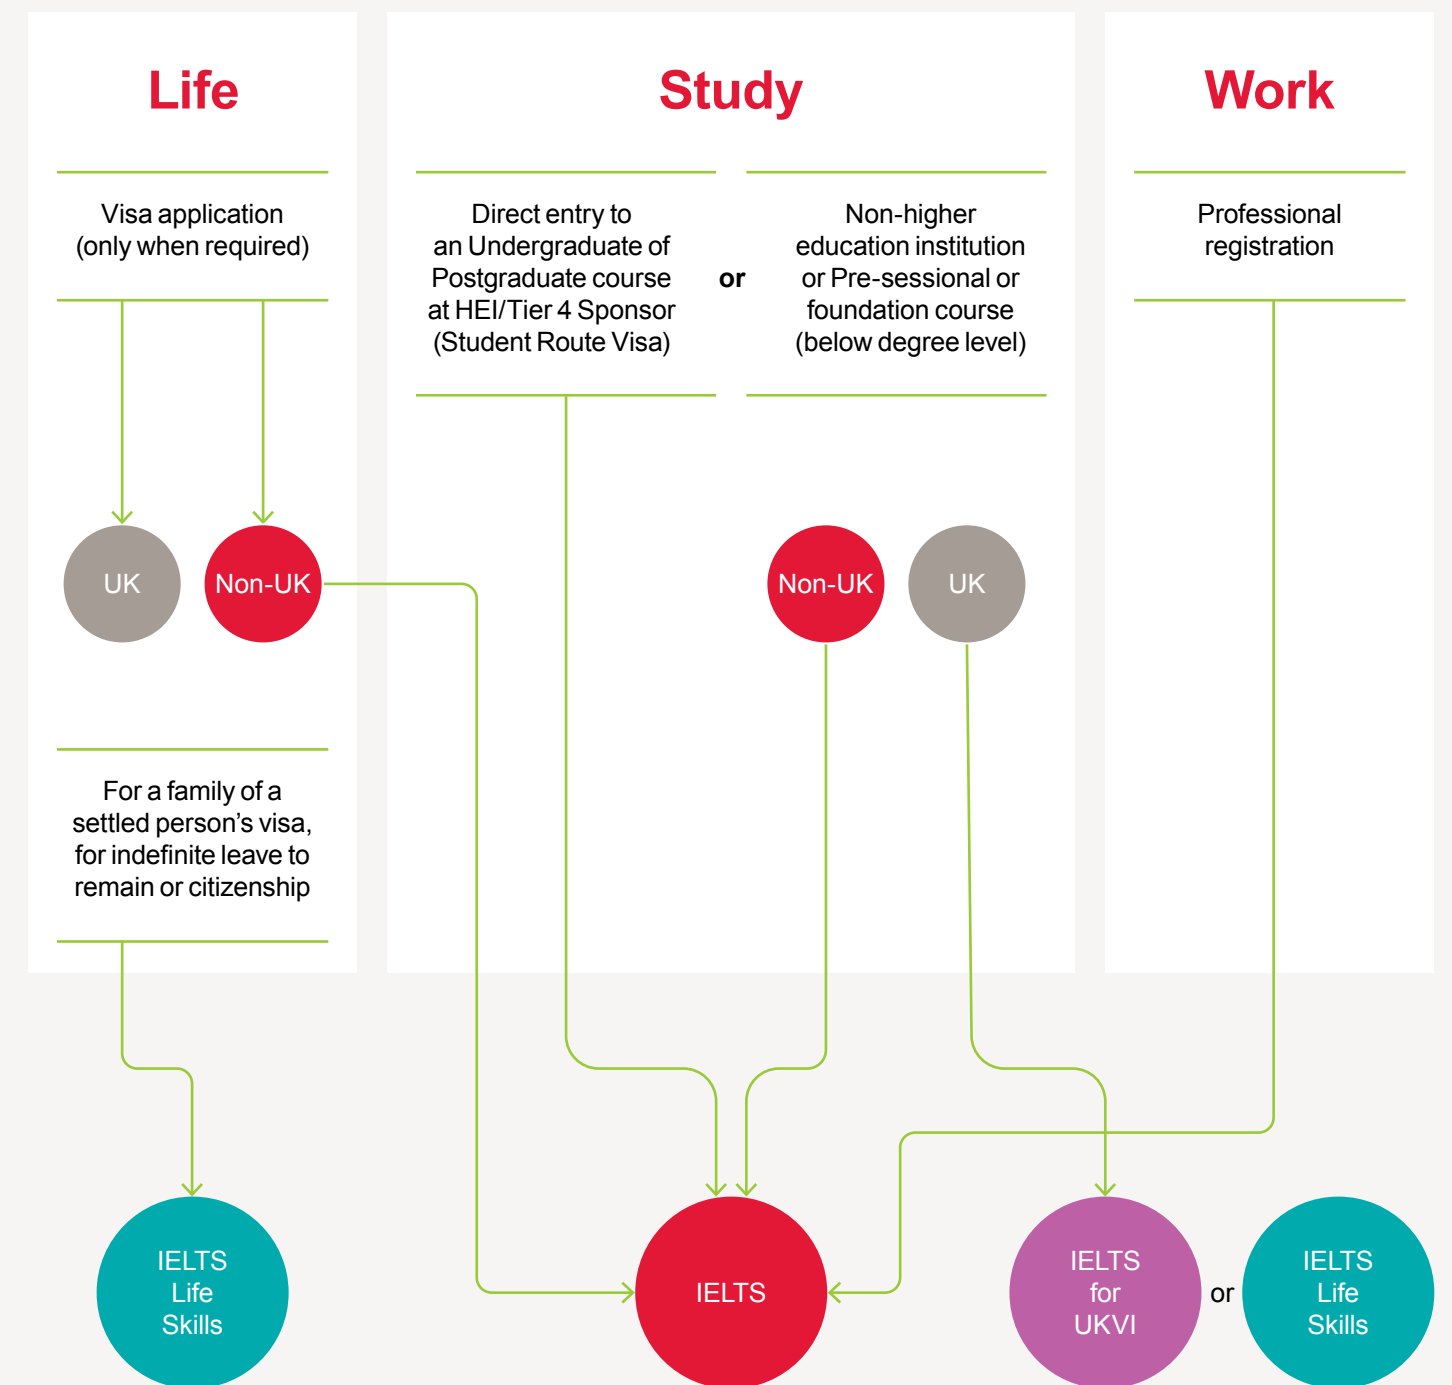 Life
Visa application
(only when required)
UK
Non-UK
For a family of a
settled person’s visa,
for indefinite leave to
remain or citizenship
Study
Direct entry to
an Undergraduate of
Postgraduate course
at HEI/Tier 4 Sponsor
(Student Route Visa)
or
Non-higher
education institution
or Pre-sessional or
foundation course
(below degree level)
Non-UK
UK
Work
Professional
registration
IELTS
Life
Skills
IELTS
IELTS
for
UKVI
or
IELTS
Life
Skills